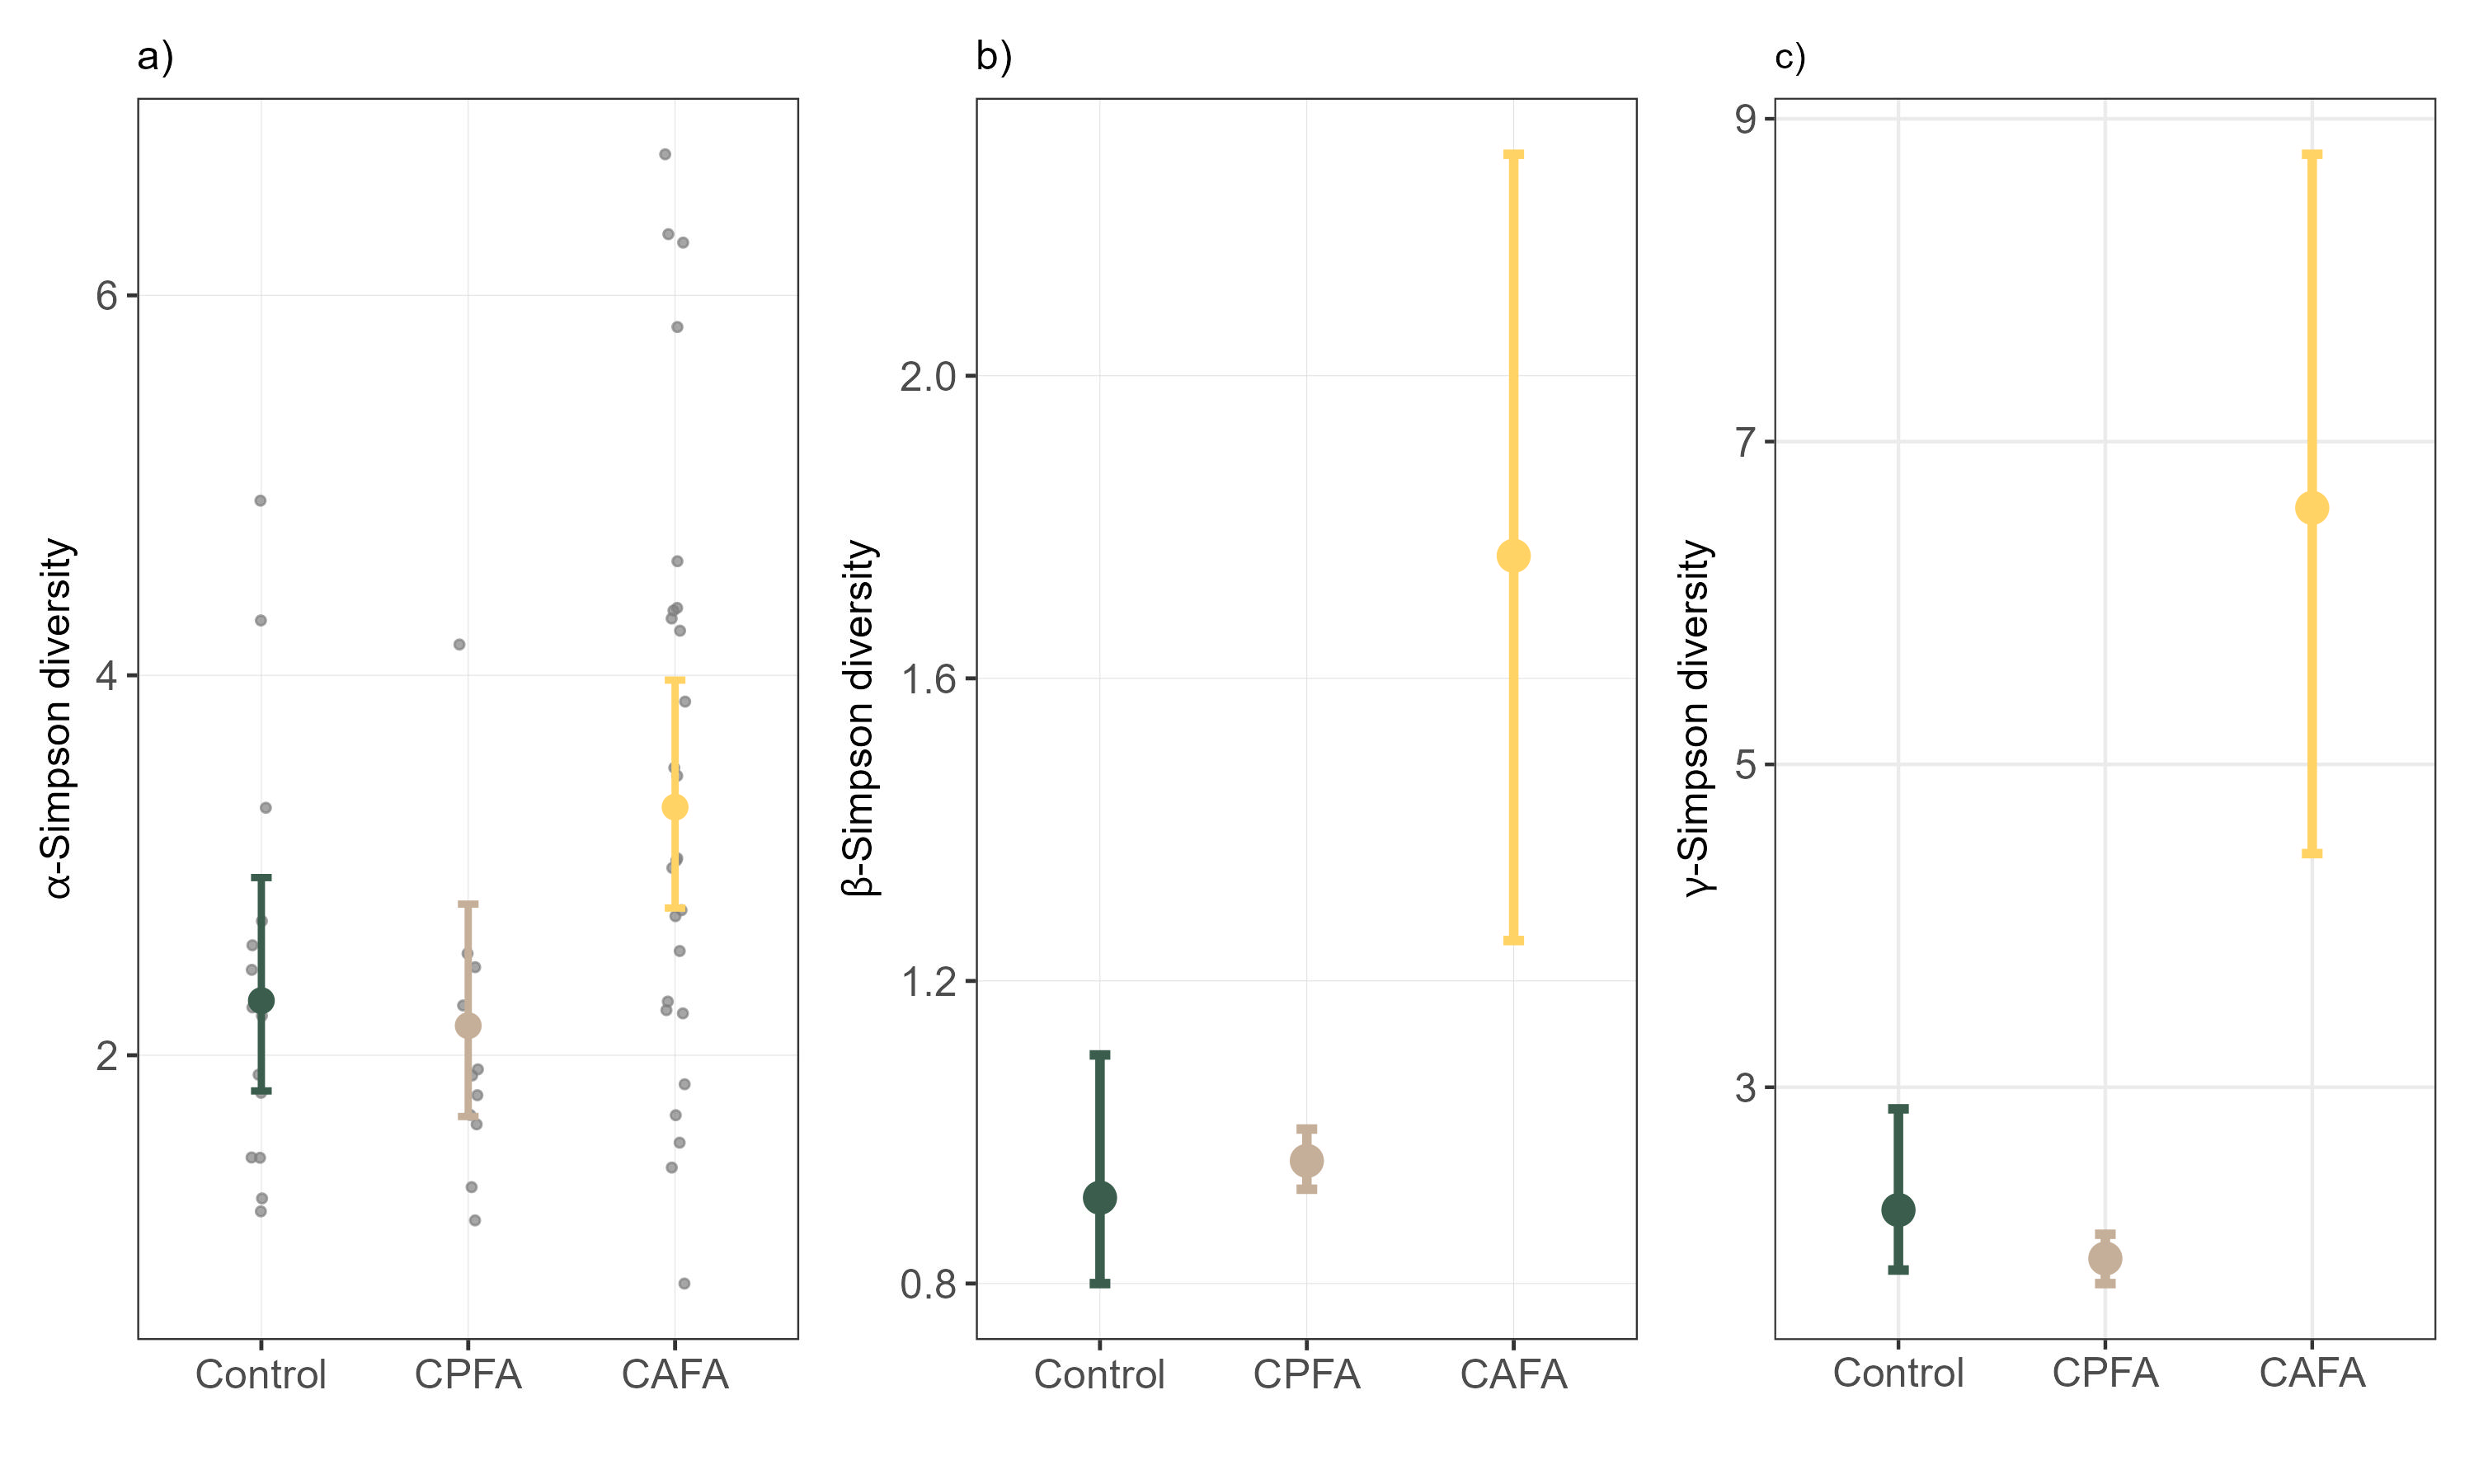 a)
α-Simpson diversity
6
4
2
Control CPFA CAFA
b)
β-Simpson diversity
2.0
1.6
1.2
0.8
Control CPFA CAFA
c)
γ-Simpson diversity
9
7
5
3
Control CPFA CAFA